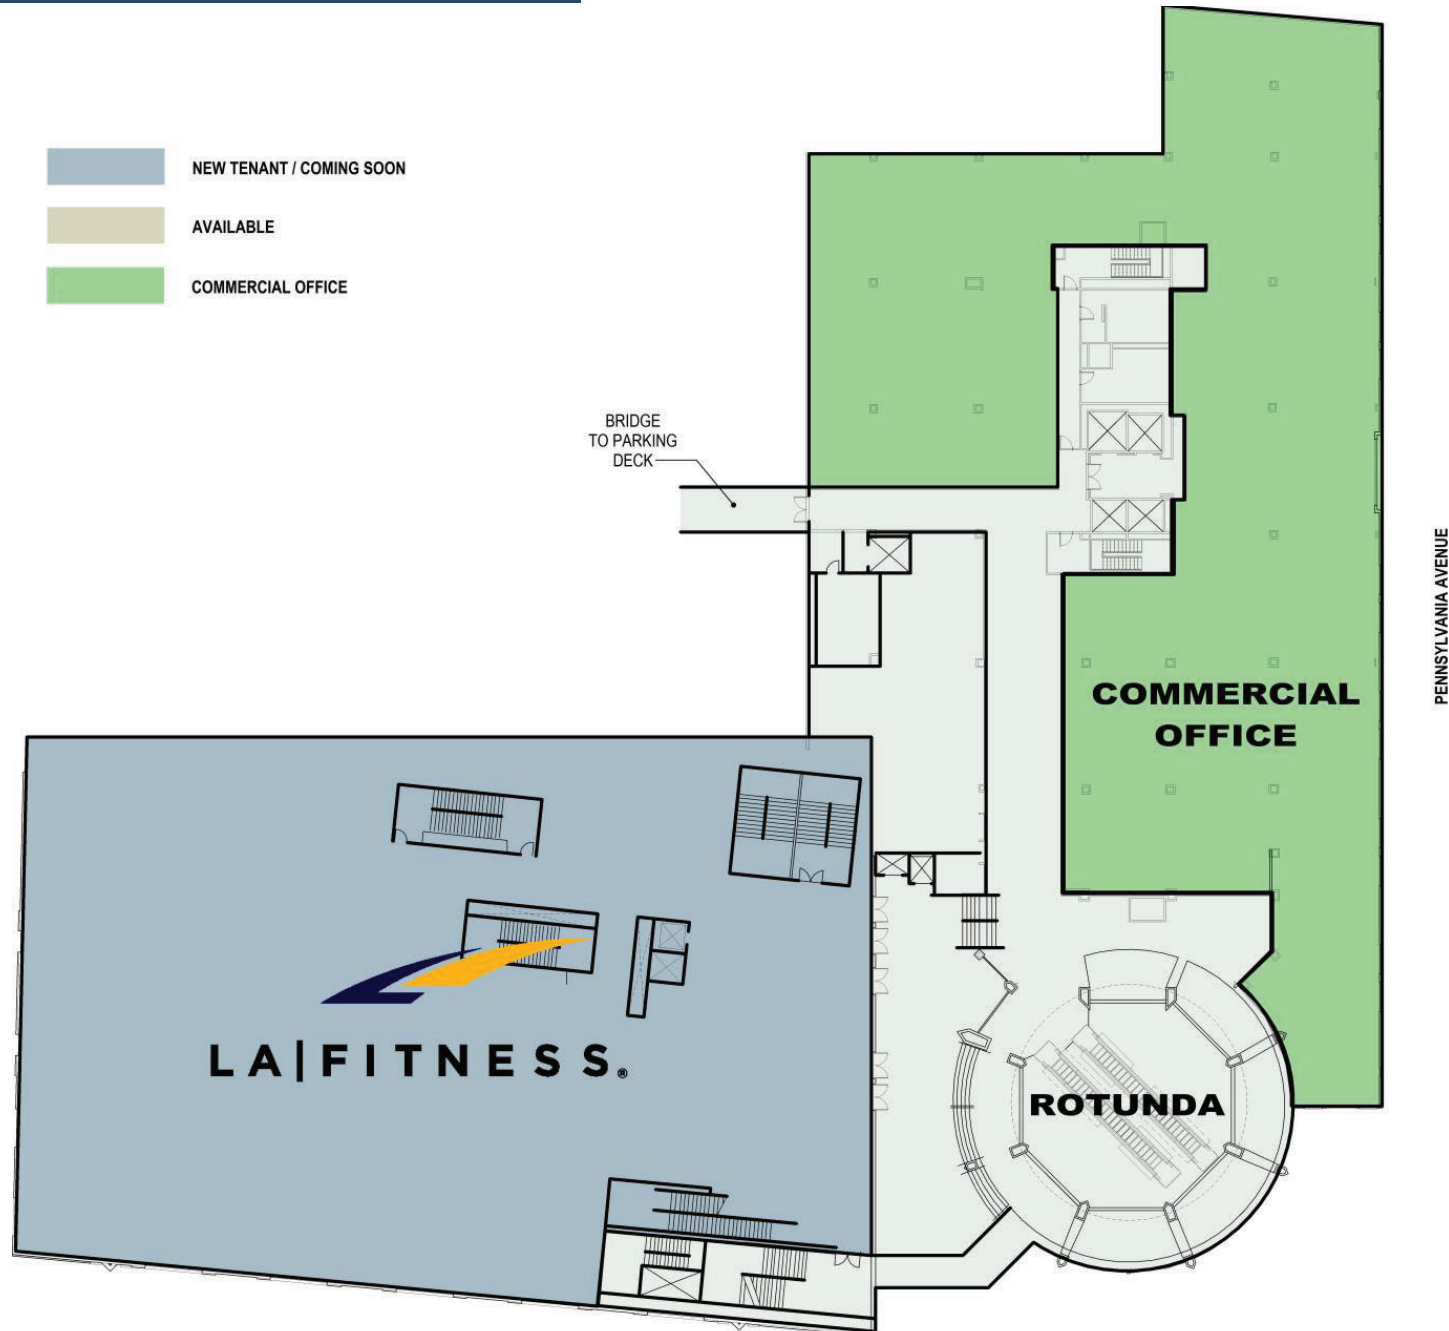 NEW TENANT / COMING SOON
AVAILABLE
COMMERCIAL OFFICE
BRIDGE
TO PARKING
DECK
PENNSYLVANIA AVENUE
COMMERCIAL
OFFICE
LA|FITNESS.®
ROTUNDA